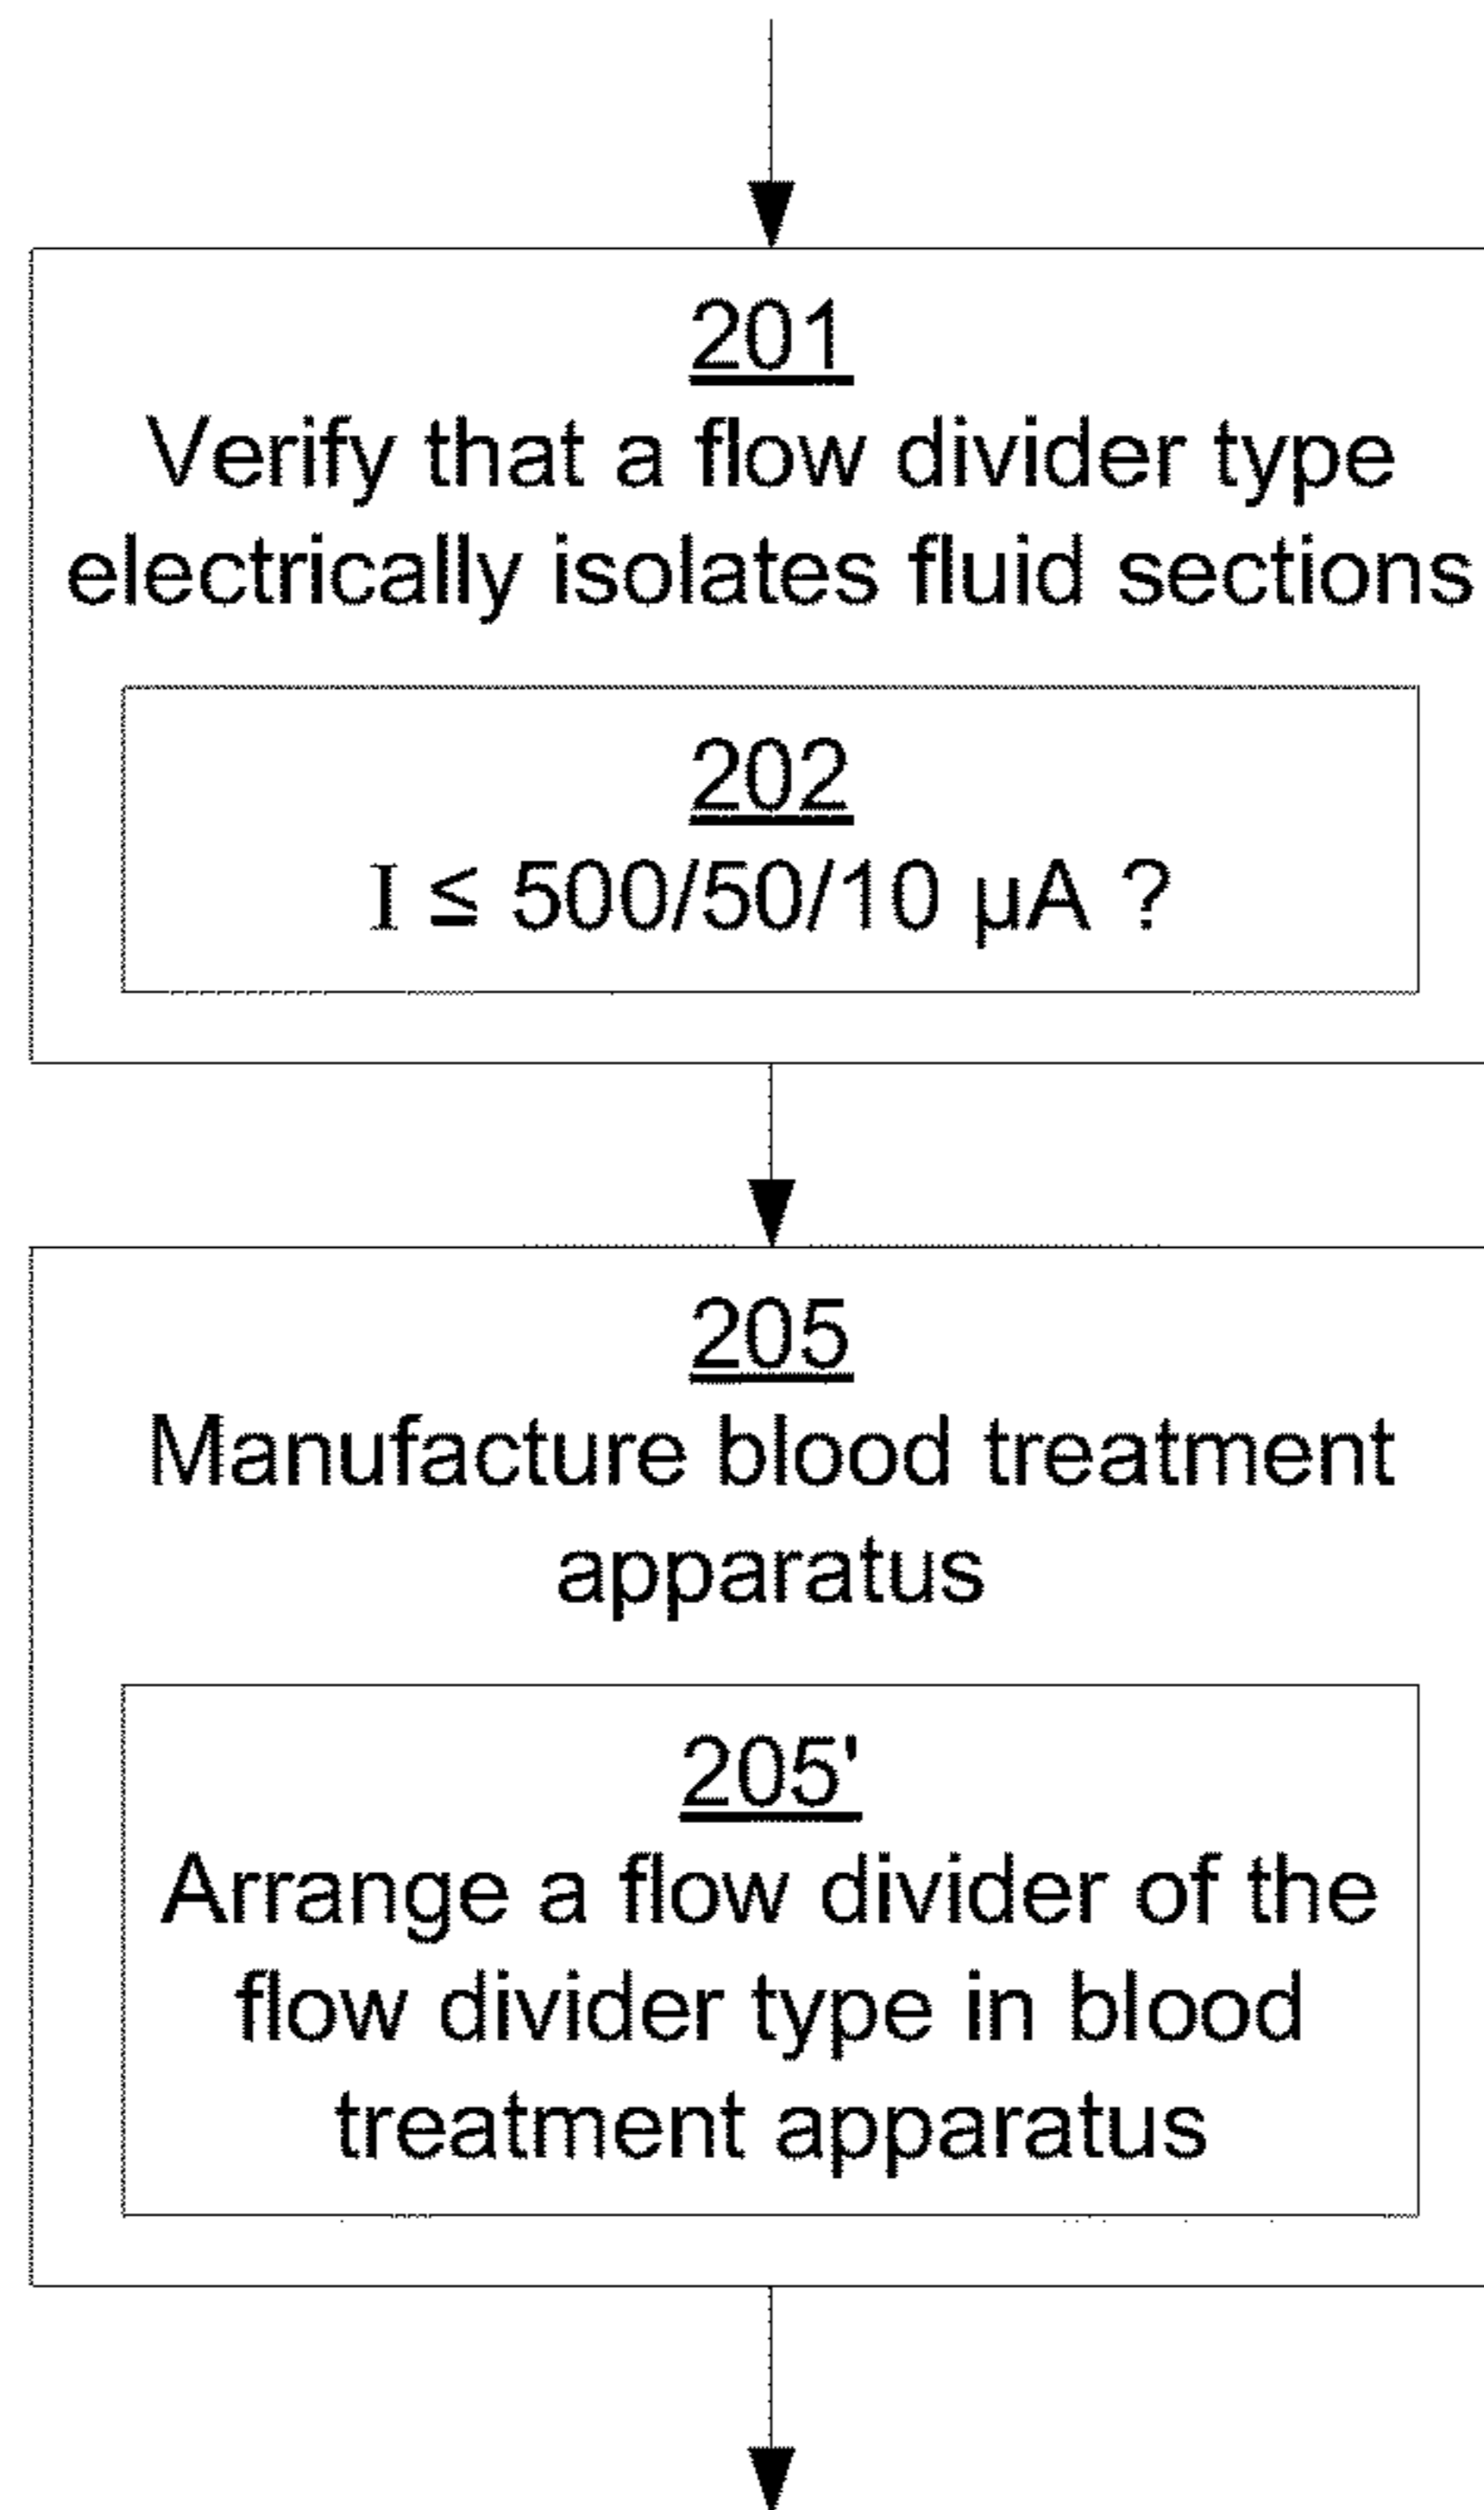 201
Verify that a flow divider type
electrically isolates fluid sections
202
I ≤ 500/50/10 µA ?
205
Manufacture blood treatment
apparatus
205'
Arrange a flow divider of the
flow divider type in blood
treatment apparatus